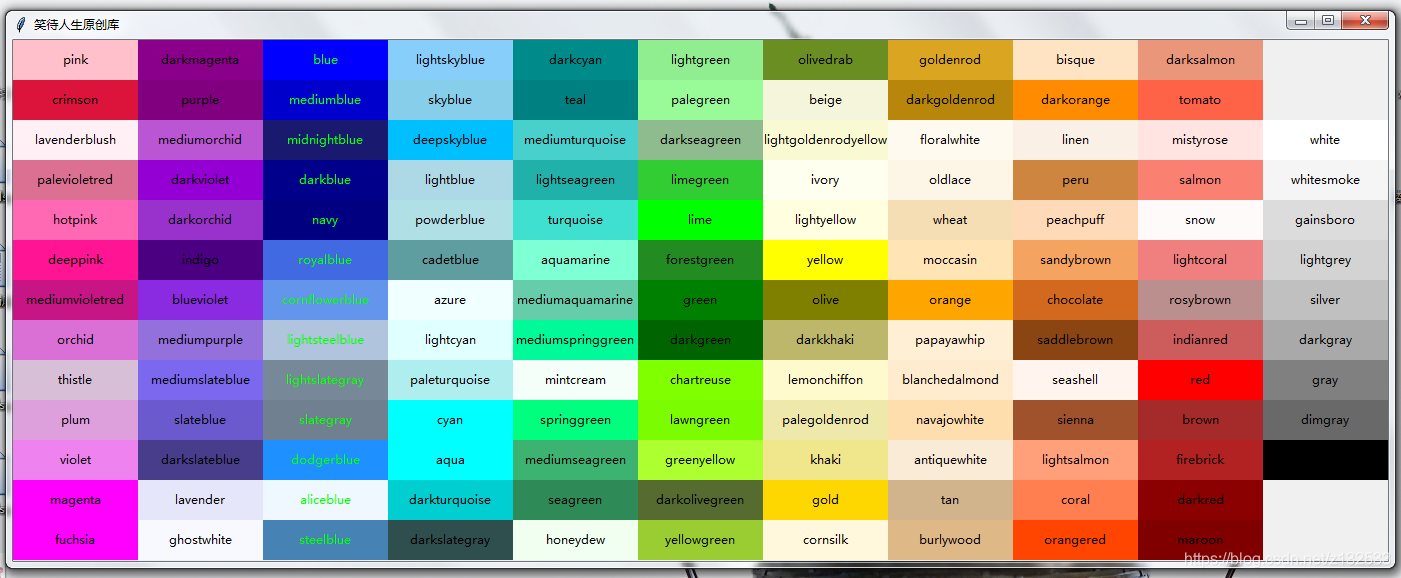 笑待人生原创库
pink darkmagenta blue lightskyblue darkcyan lightgreen olivedrab goldenrod bisque darksalmon
crimson purple mediumblue skyblue teal palegreen beige darkgoldenrod darkorange tomato
lavenderblush mediumorchid midnightblue deepskyblue mediumturquoise darkseagreen lightgoldenrodyellow floralwhite linen mistyrose white
palevioletred darkviolet darkblue lightblue lightseagreen limegreen ivory oldlace peru salmon whitesmoke
hotpink darkorchid navy powderblue turquoise lime lightyellow wheat peachpuff snow gainsboro
deeppink indigo royalblue cadetblue aquamarine forestgreen yellow moccasin sandybrown lightcoral lightgrey
mediumvioletred blueviolet cornflowerblue azure mediumaquamarine green olive orange chocolate rosybrown silver
orchid mediumpurple lightsteelblue lightcyan mediumspringgreen darkgreen darkkhaki papayawhip saddlebrown indianred darkgray
thistle mediumslateblue lightslategray paleturquoise mintcream chartreuse lemonchiffon blanchedalmond seashell red gray
plum slateblue slategray cyan springgreen lawngreen palegoldenrod navajowhite sienna brown dimgray
violet darkslateblue dodgerblue aqua mediumseagreen greenyellow khaki antiquewhite lightsalmon firebrick
magenta lavender aliceblue darkturquoise seagreen darkolivegreen gold tan coral darkred
fuchsia ghostwhite steelblue darkslategray honeydew yellowgreen cornsilk burlywood orangered maroon